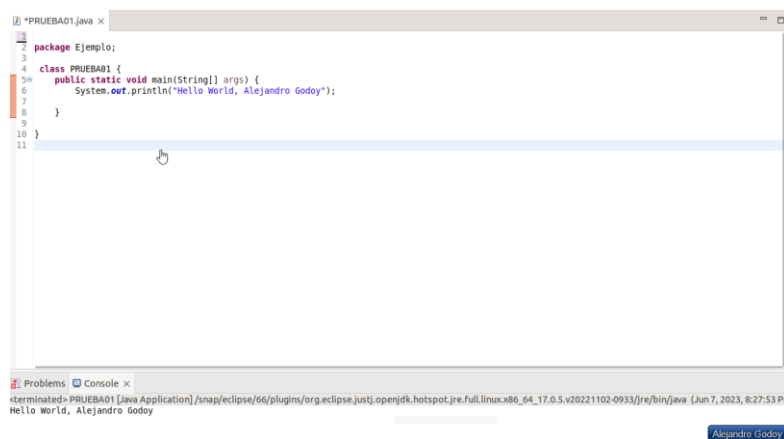 *PRUEBA01.java
1
2 package Ejemplo;
3
4 class PRUEBA01 {
5 public static void main(String[] args) {
6 System.out.println("Hello World, Alejandro Godoy");
7
8 }
9
10 }
11
Problems Console
<terminated> PRUEBA01 [Java Application] /snap/eclipse/66/plugins/org.eclipse.justj.openjdk.hotspot.jre.full.linux.x86_64_17.0.5.v20221102-0933/jre/bin/java (Jun 7, 2023, 8:27:53 P
Hello World, Alejandro Godoy
Alejandro Godoy